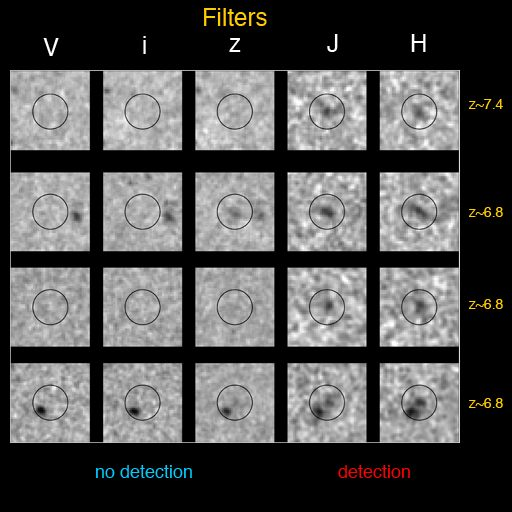 Filters
V i z J H
z~7.4
z~6.8
z~6.8
z~6.8
no detection detection